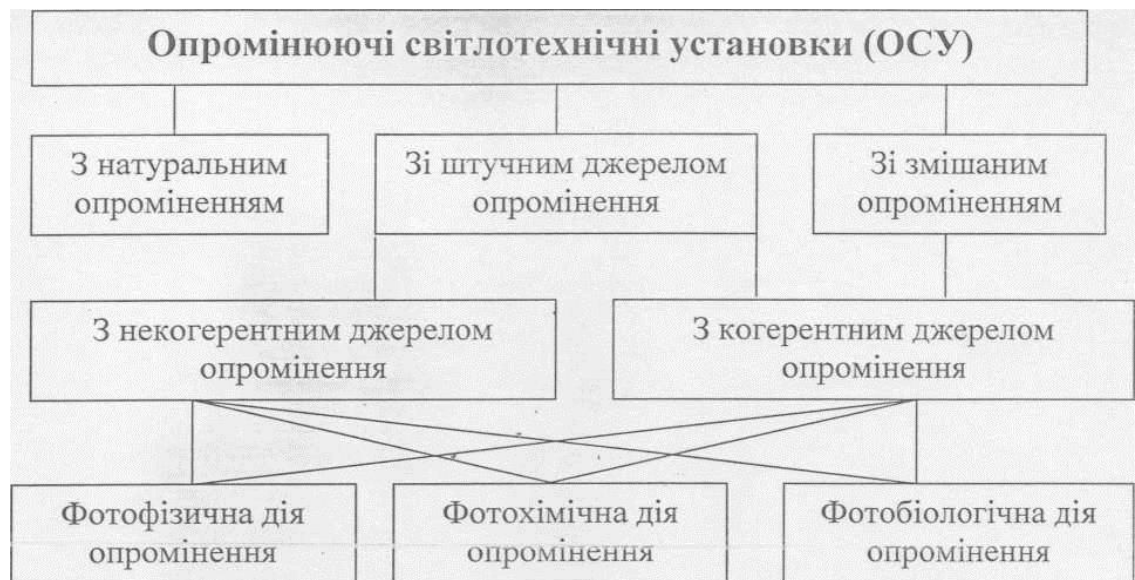 Опромінюючі світлотехнічні установки (ОСУ)
З натуральним
опроміненням
Зі штучним джерелом
опромінення
Зі змішаним
опроміненням
З некогерентним джерелом
опромінення
З когерентним джерелом
опромінення
Фотофізична дія
опромінення
Фотохімічна дія
опромінення
Фотобіологічна дія
опромінення